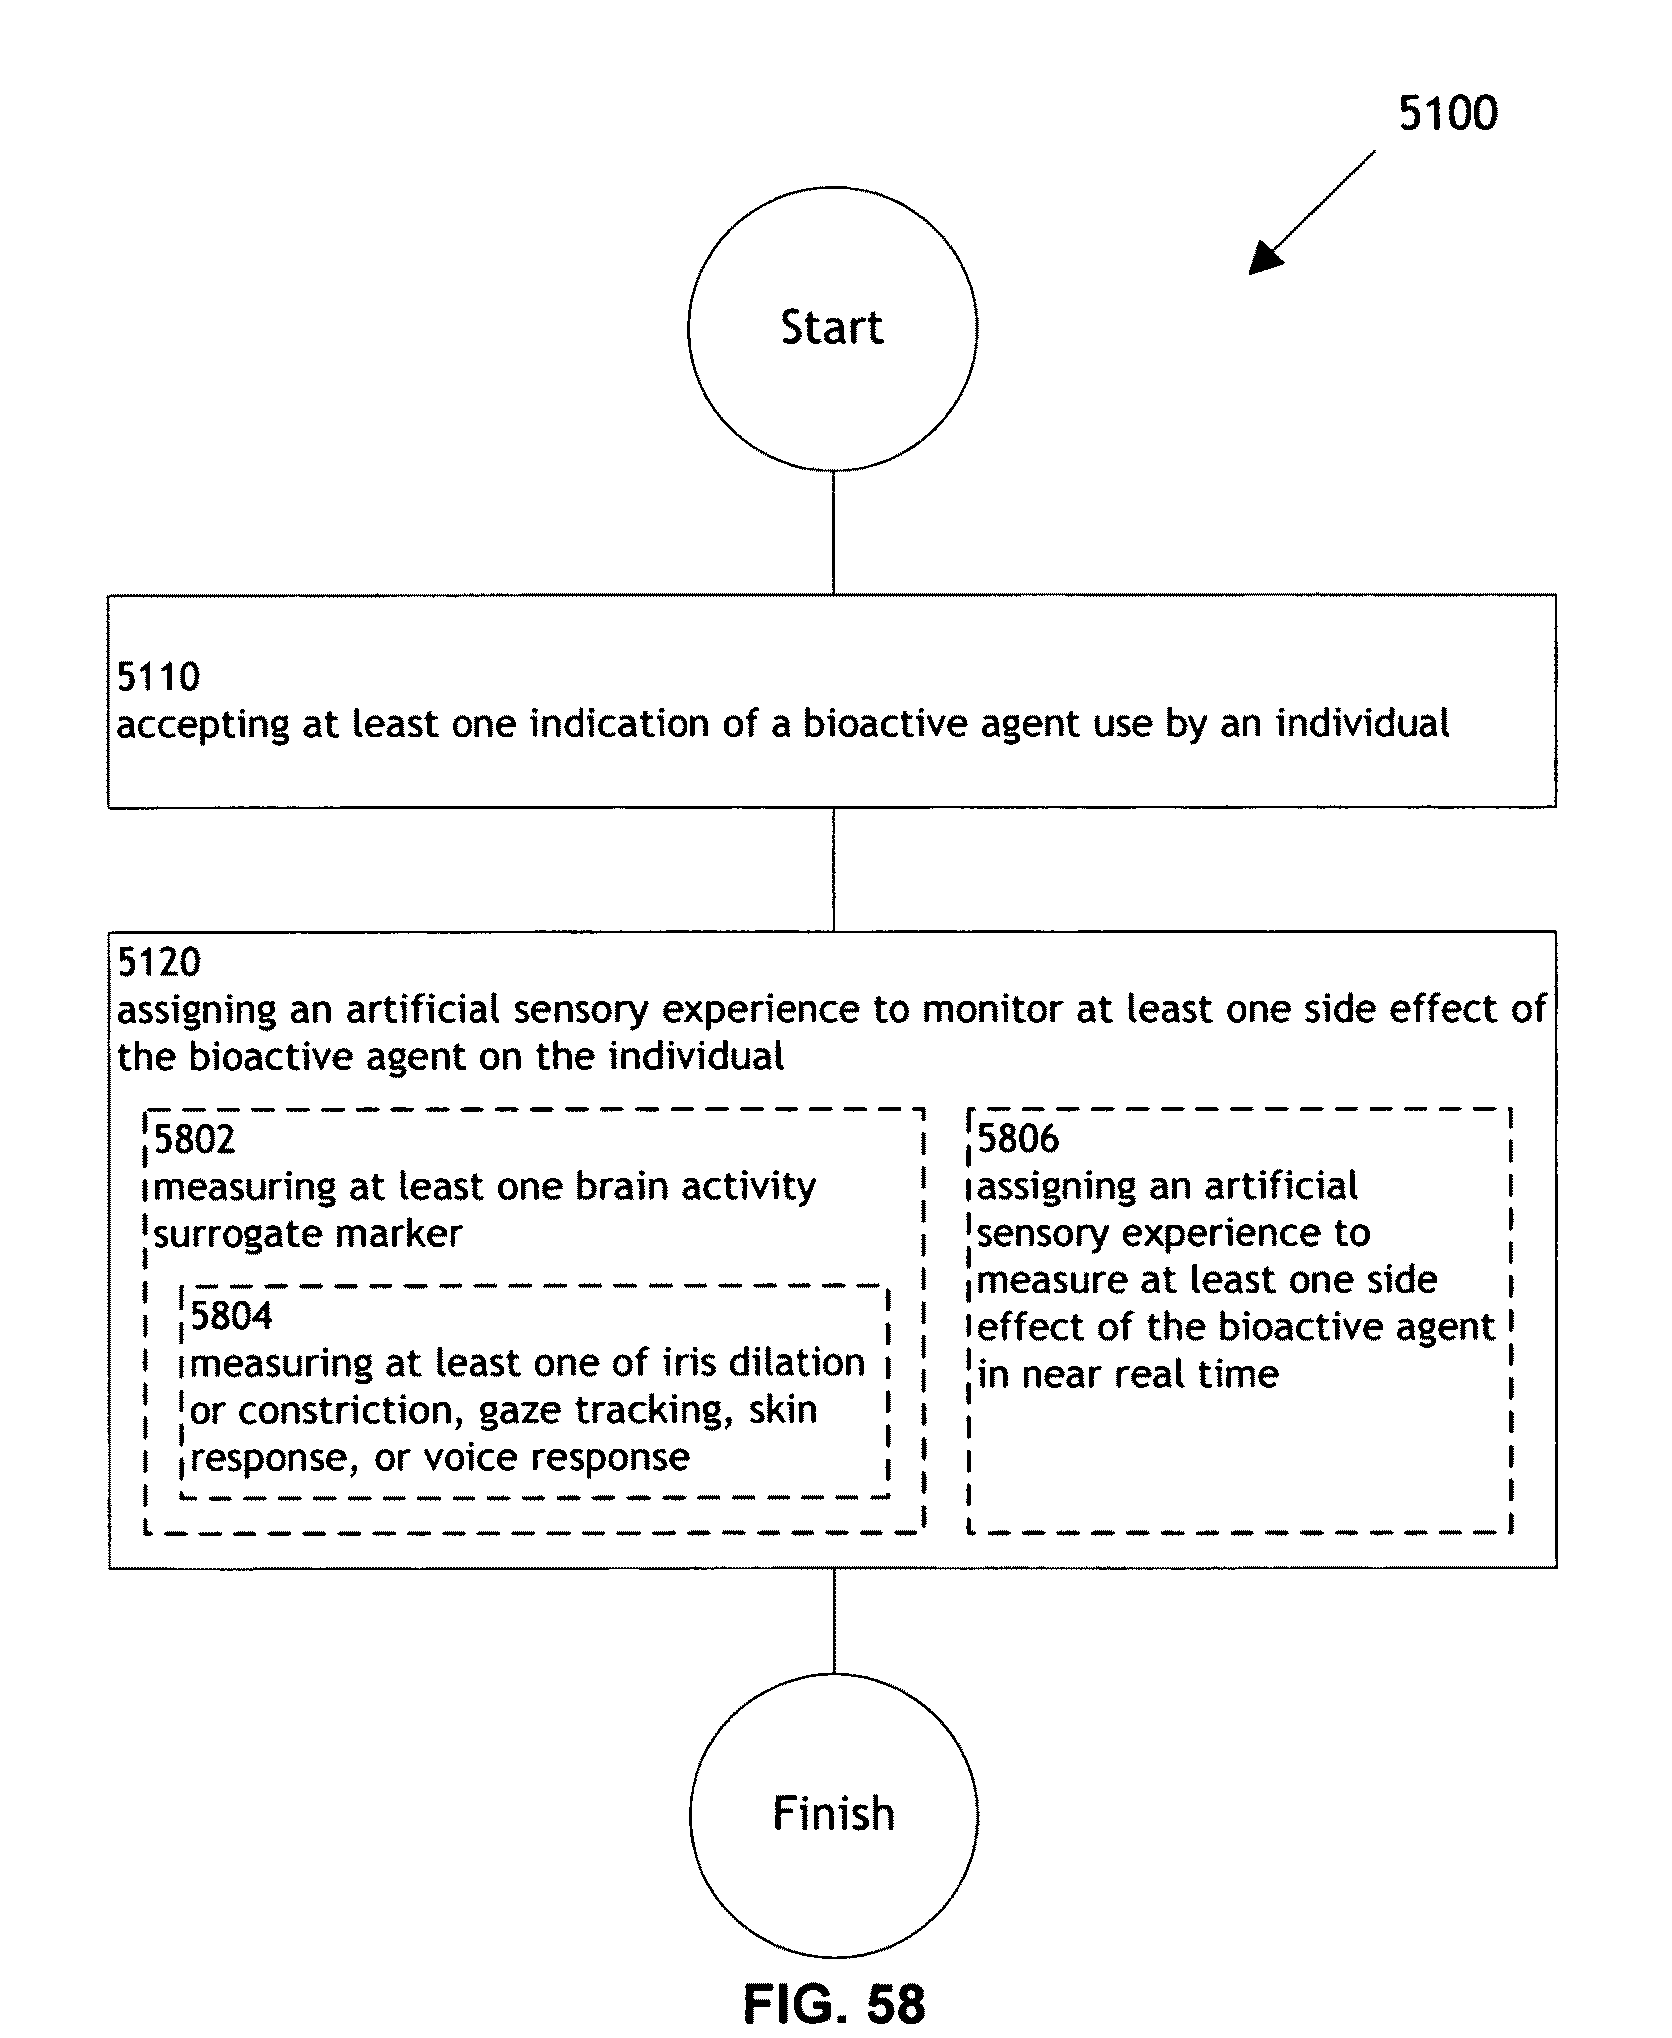 5100
Start
5110
accepting at least one indication of a bioactive agent use by an individual
5120
assigning an artificial sensory experience to monitor at least one side effect of
the bioactive agent on the individual
5802
measuring at least one brain activity
surrogate marker
5804
measuring at least one of iris dilation
or constriction, gaze tracking, skin
response, or voice response
5806
assigning an artificial
sensory experience to
measure at least one side
effect of the bioactive agent
in near real time
Finish
FIG. 58